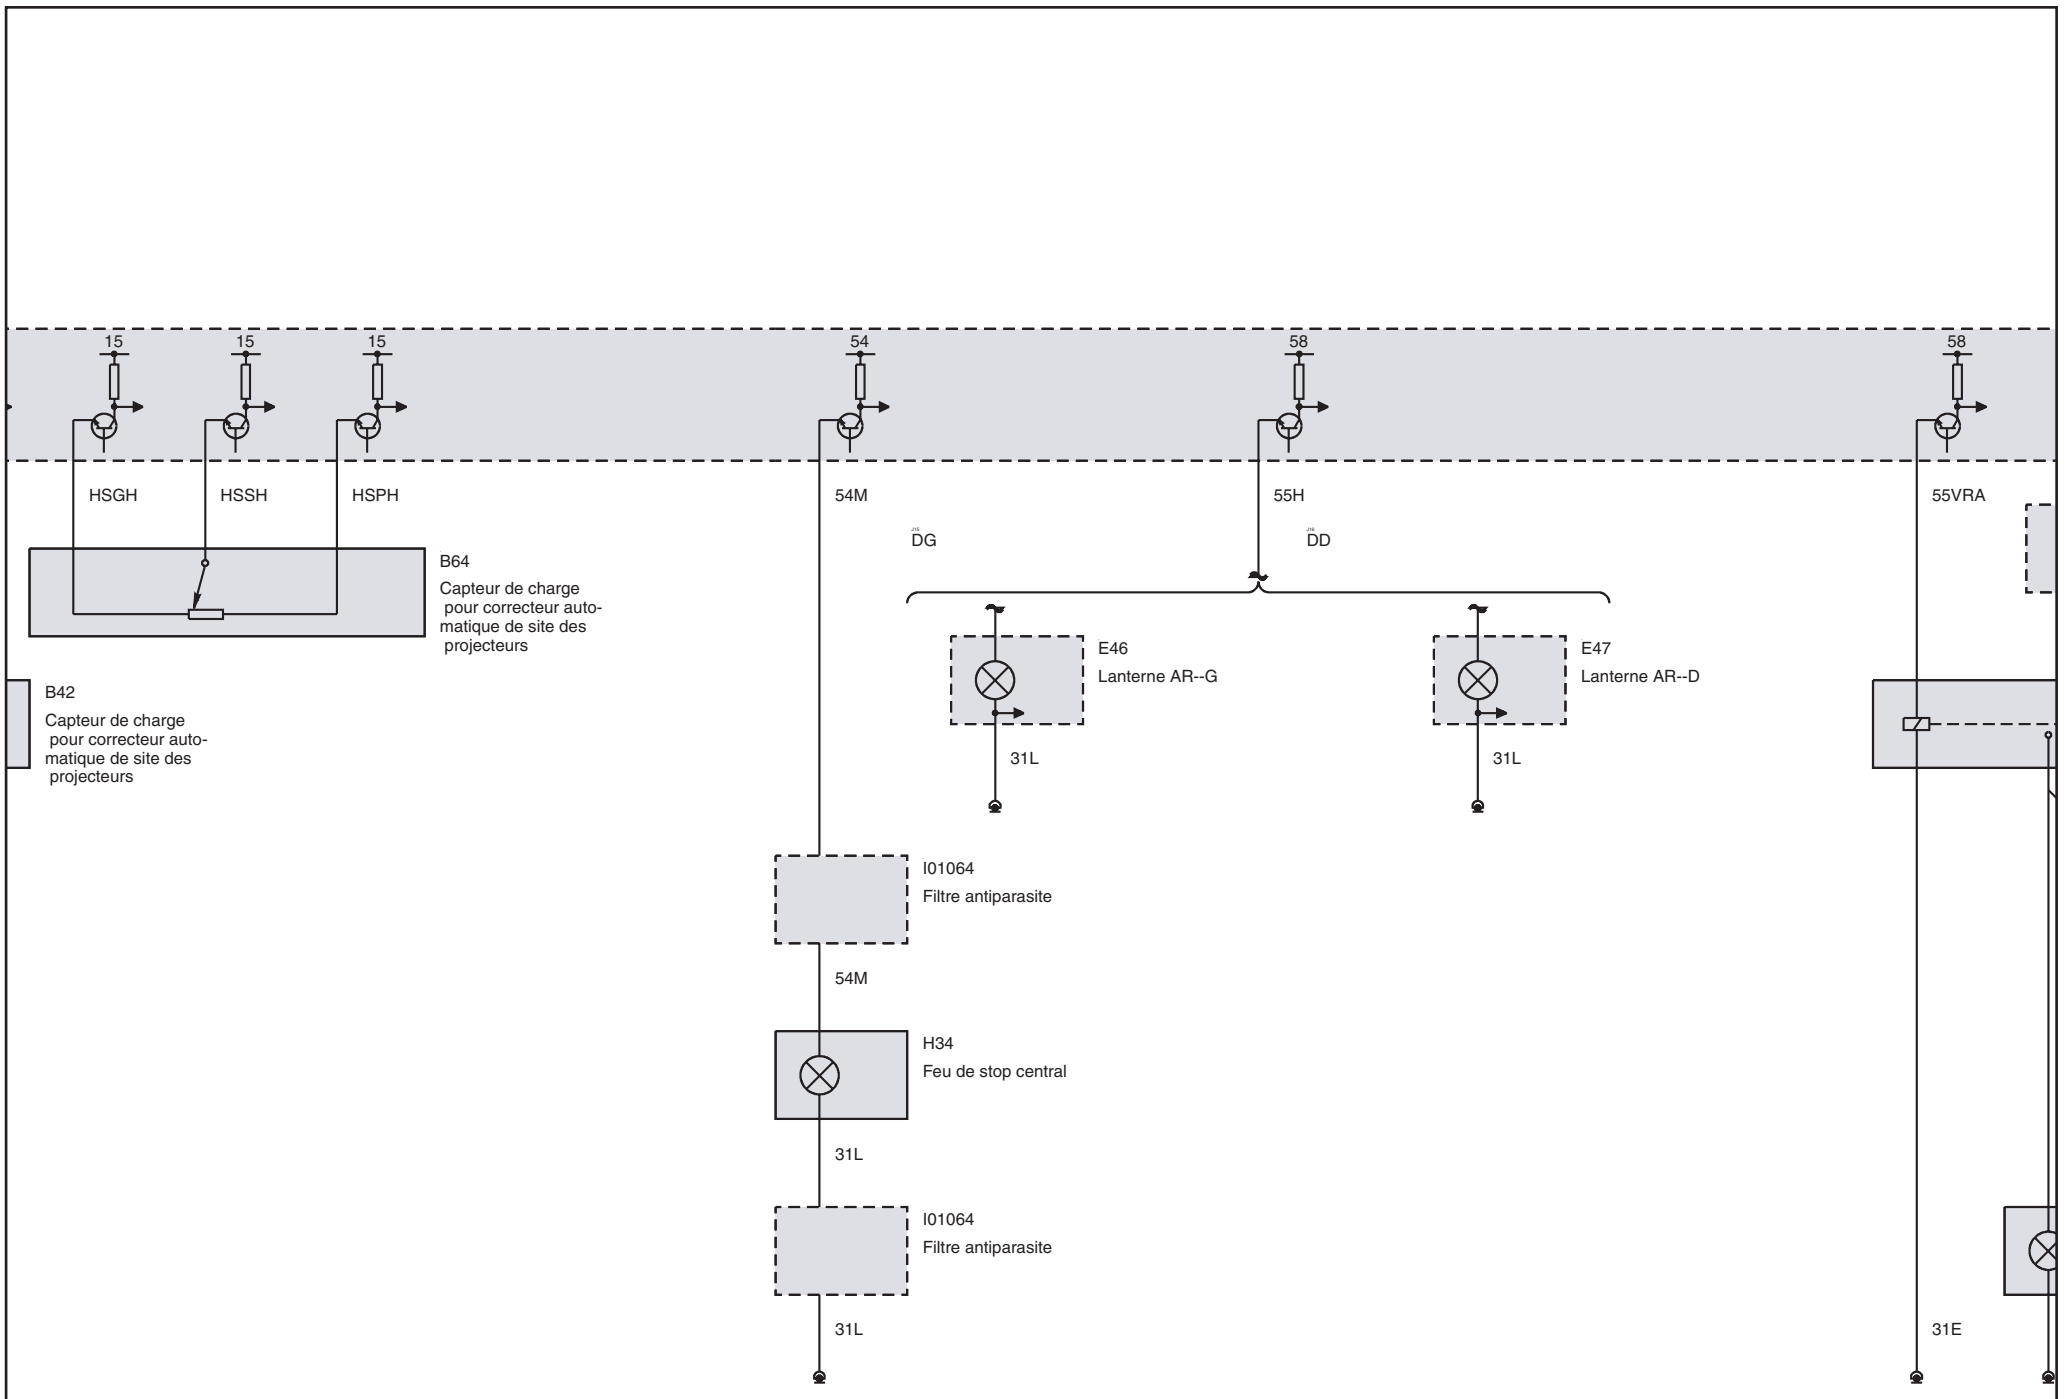 15
15
15
54
58
58
HSGH
HSSH
HSPH
54M
55H
55VRA
J15
DG
J16
DD
B64
Capteur de charge
pour correcteur auto-
matique de site des
projecteurs
B42
Capteur de charge
pour correcteur auto-
matique de site des
projecteurs
E46
Lanterne AR--G
E47
Lanterne AR--D
31L
31L
I01064
Filtre antiparasite
54M
H34
Feu de stop central
31L
I01064
Filtre antiparasite
31L
31E